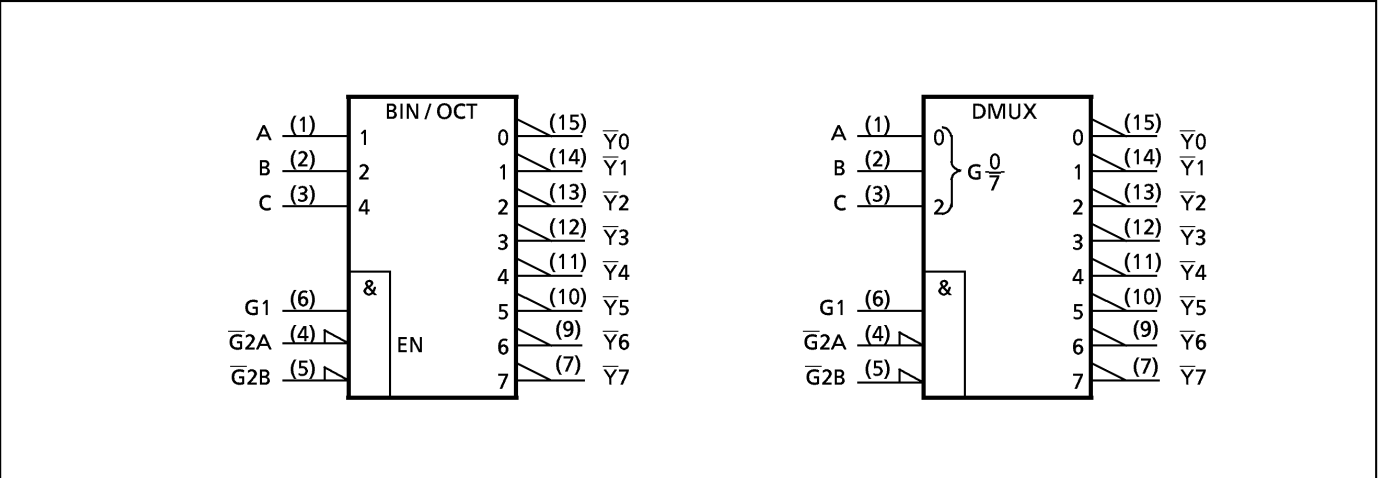 BIN / OCT
A (1) 1 0 (15) Y̅0
B (2) 2 1 (14) Y̅1
C (3) 4 2 (13) Y̅2
3 (12) Y̅3
& 4 (11) Y̅4
G1 (6) 5 (10) Y̅5
G̅2A (4) EN 6 (9) Y̅6
G̅2B (5) 7 (7) Y̅7
DMUX
A (1) 0 0 (15) Y̅0
B (2) G 0/7 1 (14) Y̅1
C (3) 2 2 (13) Y̅2
3 (12) Y̅3
& 4 (11) Y̅4
G1 (6) 5 (10) Y̅5
G̅2A (4) 6 (9) Y̅6
G̅2B (5) 7 (7) Y̅7